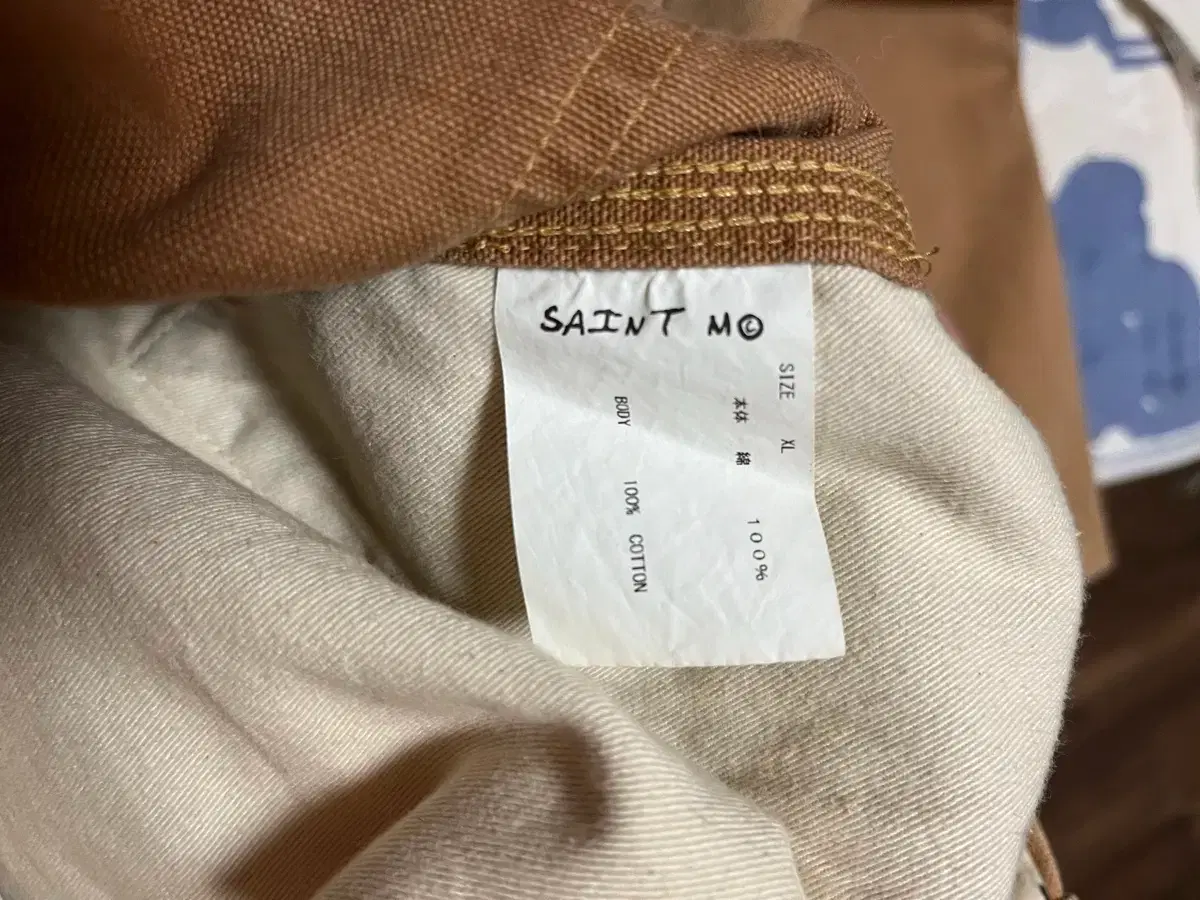 SAINT M©
SIZE XL
本体 綿 100%
BODY 100% COTTON